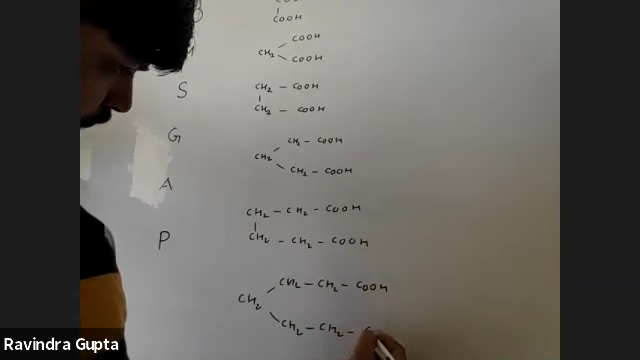 COOH
COOH
CH2 COOH
COOH
S CH2 - COOH
CH2 - COOH
G CH2 - COOH
CH2
CH2 - COOH
A
CH2 - CH2 - COOH
P CH2 - CH2 - COOH
CH2 - CH2 - COOH
CH2
CH2 - CH2 -
Ravindra Gupta